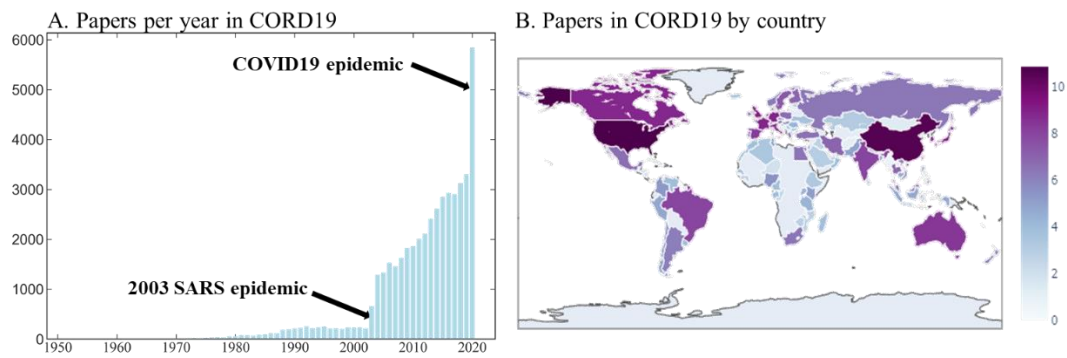 A. Papers per year in CORD19
6000
5000
4000
3000
2000
1000
0
1950 1960 1970 1980 1990 2000 2010 2020
COVID19 epidemic
2003 SARS epidemic
B. Papers in CORD19 by country
10
8
6
4
2
0